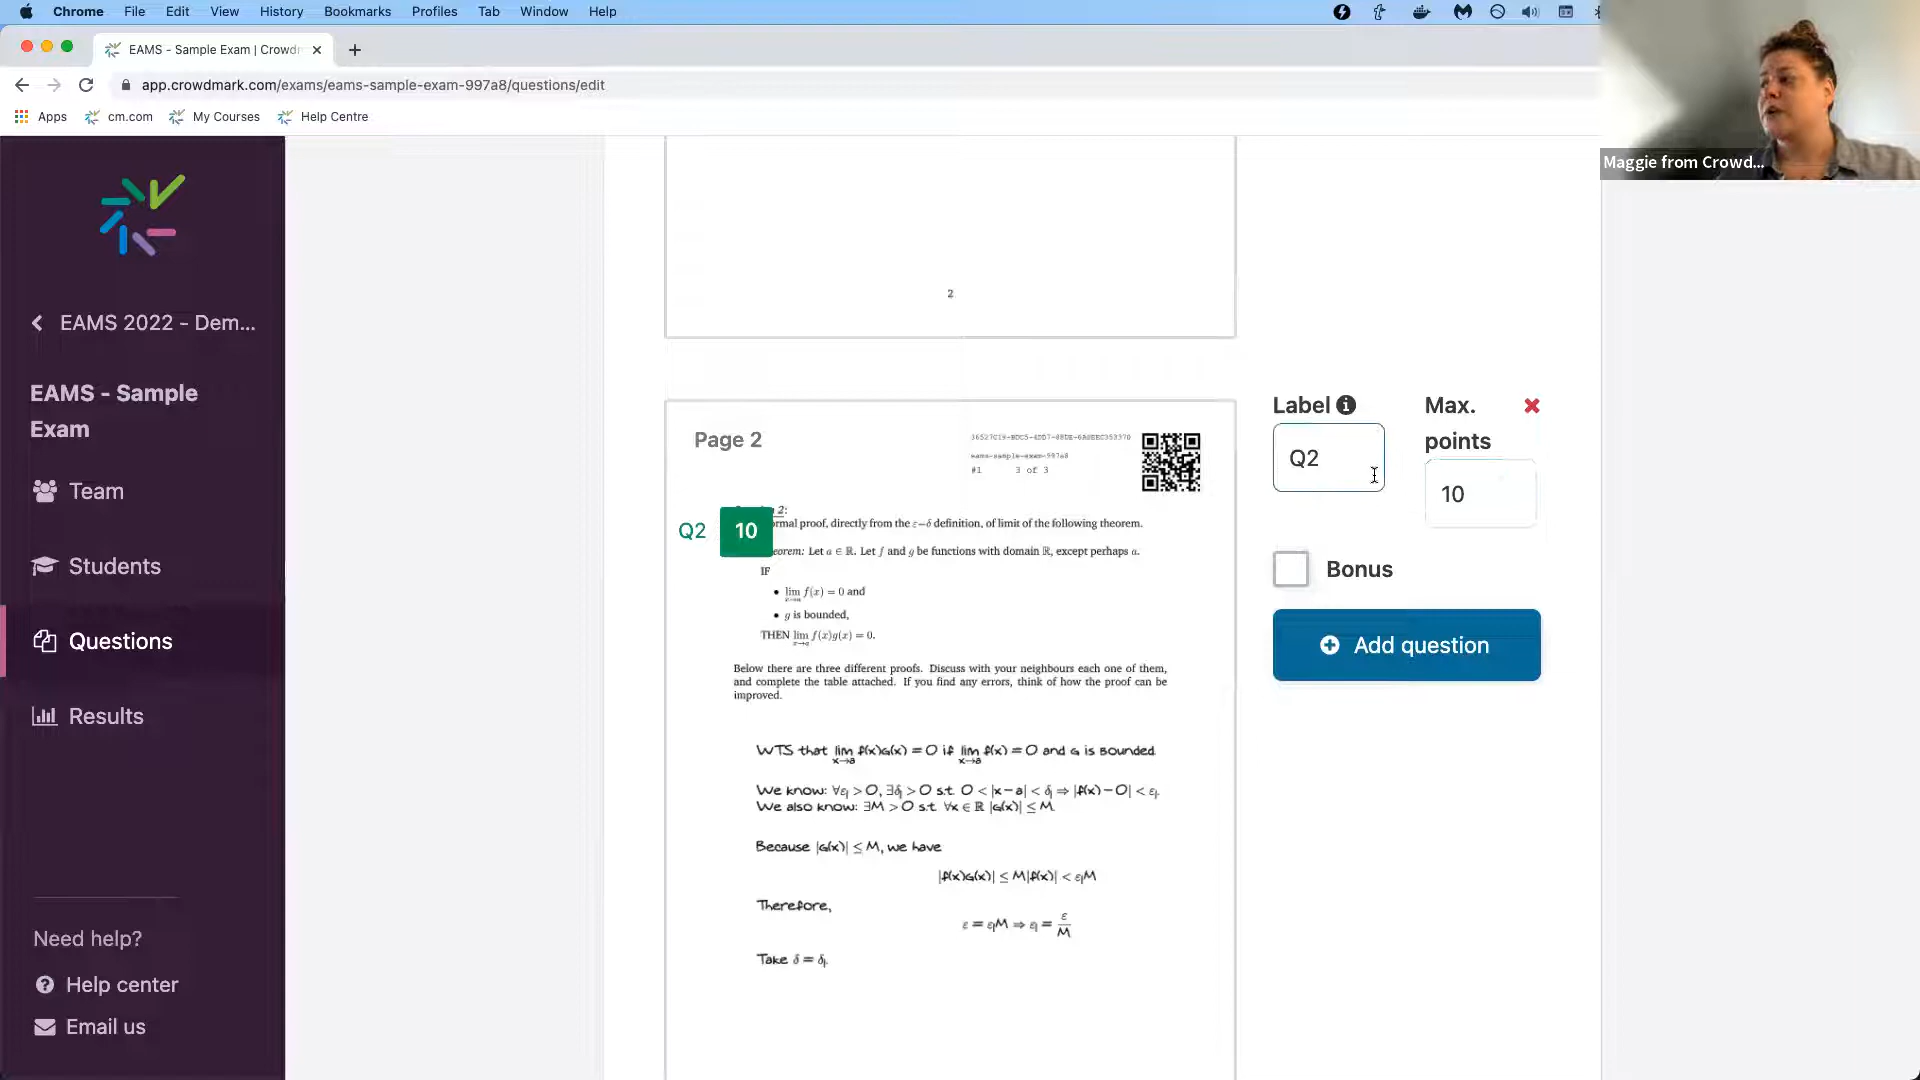 Chrome File Edit View History Bookmarks Profiles Tab Window Help
EAMS - Sample Exam | Crowdr
app.crowdmark.com/exams/eams-sample-exam-997a8/questions/edit
Apps cm.com My Courses Help Centre
Maggie from Crowd...
EAMS 2022 - Dem...
EAMS - Sample
Exam
Team
Students
Questions
Results
Need help?
Help center
Email us
2
Page 2
eams-sample-exam-997a8
#1 3 of 3
2:
Q2 10
rmal proof, directly from the ε−δ definition, of limit of the following theorem.
eorem: Let a ∈ ℝ. Let f and g be functions with domain ℝ, except perhaps a.
IF
• lim f(x) = 0 and
x→a
• g is bounded,
THEN lim f(x)g(x) = 0.
x→a
Below there are three different proofs. Discuss with your neighbours each one of them,
and complete the table attached. If you find any errors, think of how the proof can be
improved.
WTS that lim f(x)G(x) = 0 if lim f(x) = 0 and G is bounded.
x→a x→a
We know: ∀ε₁ > 0, ∃δ₁ > 0 s.t. 0 < |x − a| < δ₁ ⇒ |f(x) − 0| < ε₁.
We also know: ∃M > 0 s.t. ∀x ∈ ℝ |G(x)| ≤ M.
Because |G(x)| ≤ M, we have
|f(x)G(x)| ≤ M|f(x)| < ε₁M
Therefore,
ε = ε₁M ⇒ ε₁ = ε/M
Take δ = δ₁.
Label
Q2
Max.
points
10
Bonus
Add question